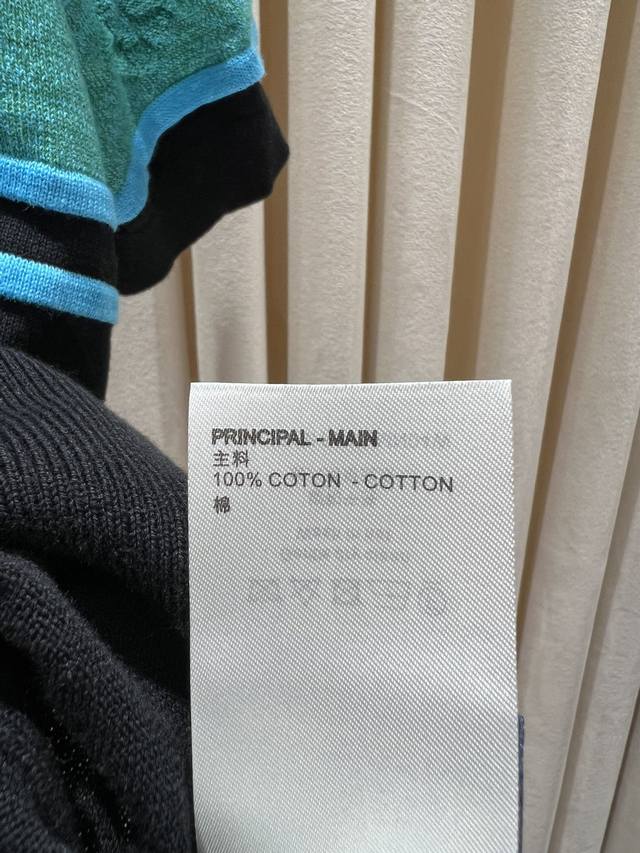 PRINCIPAL - MAIN
主料
100% COTON - COTTON
棉